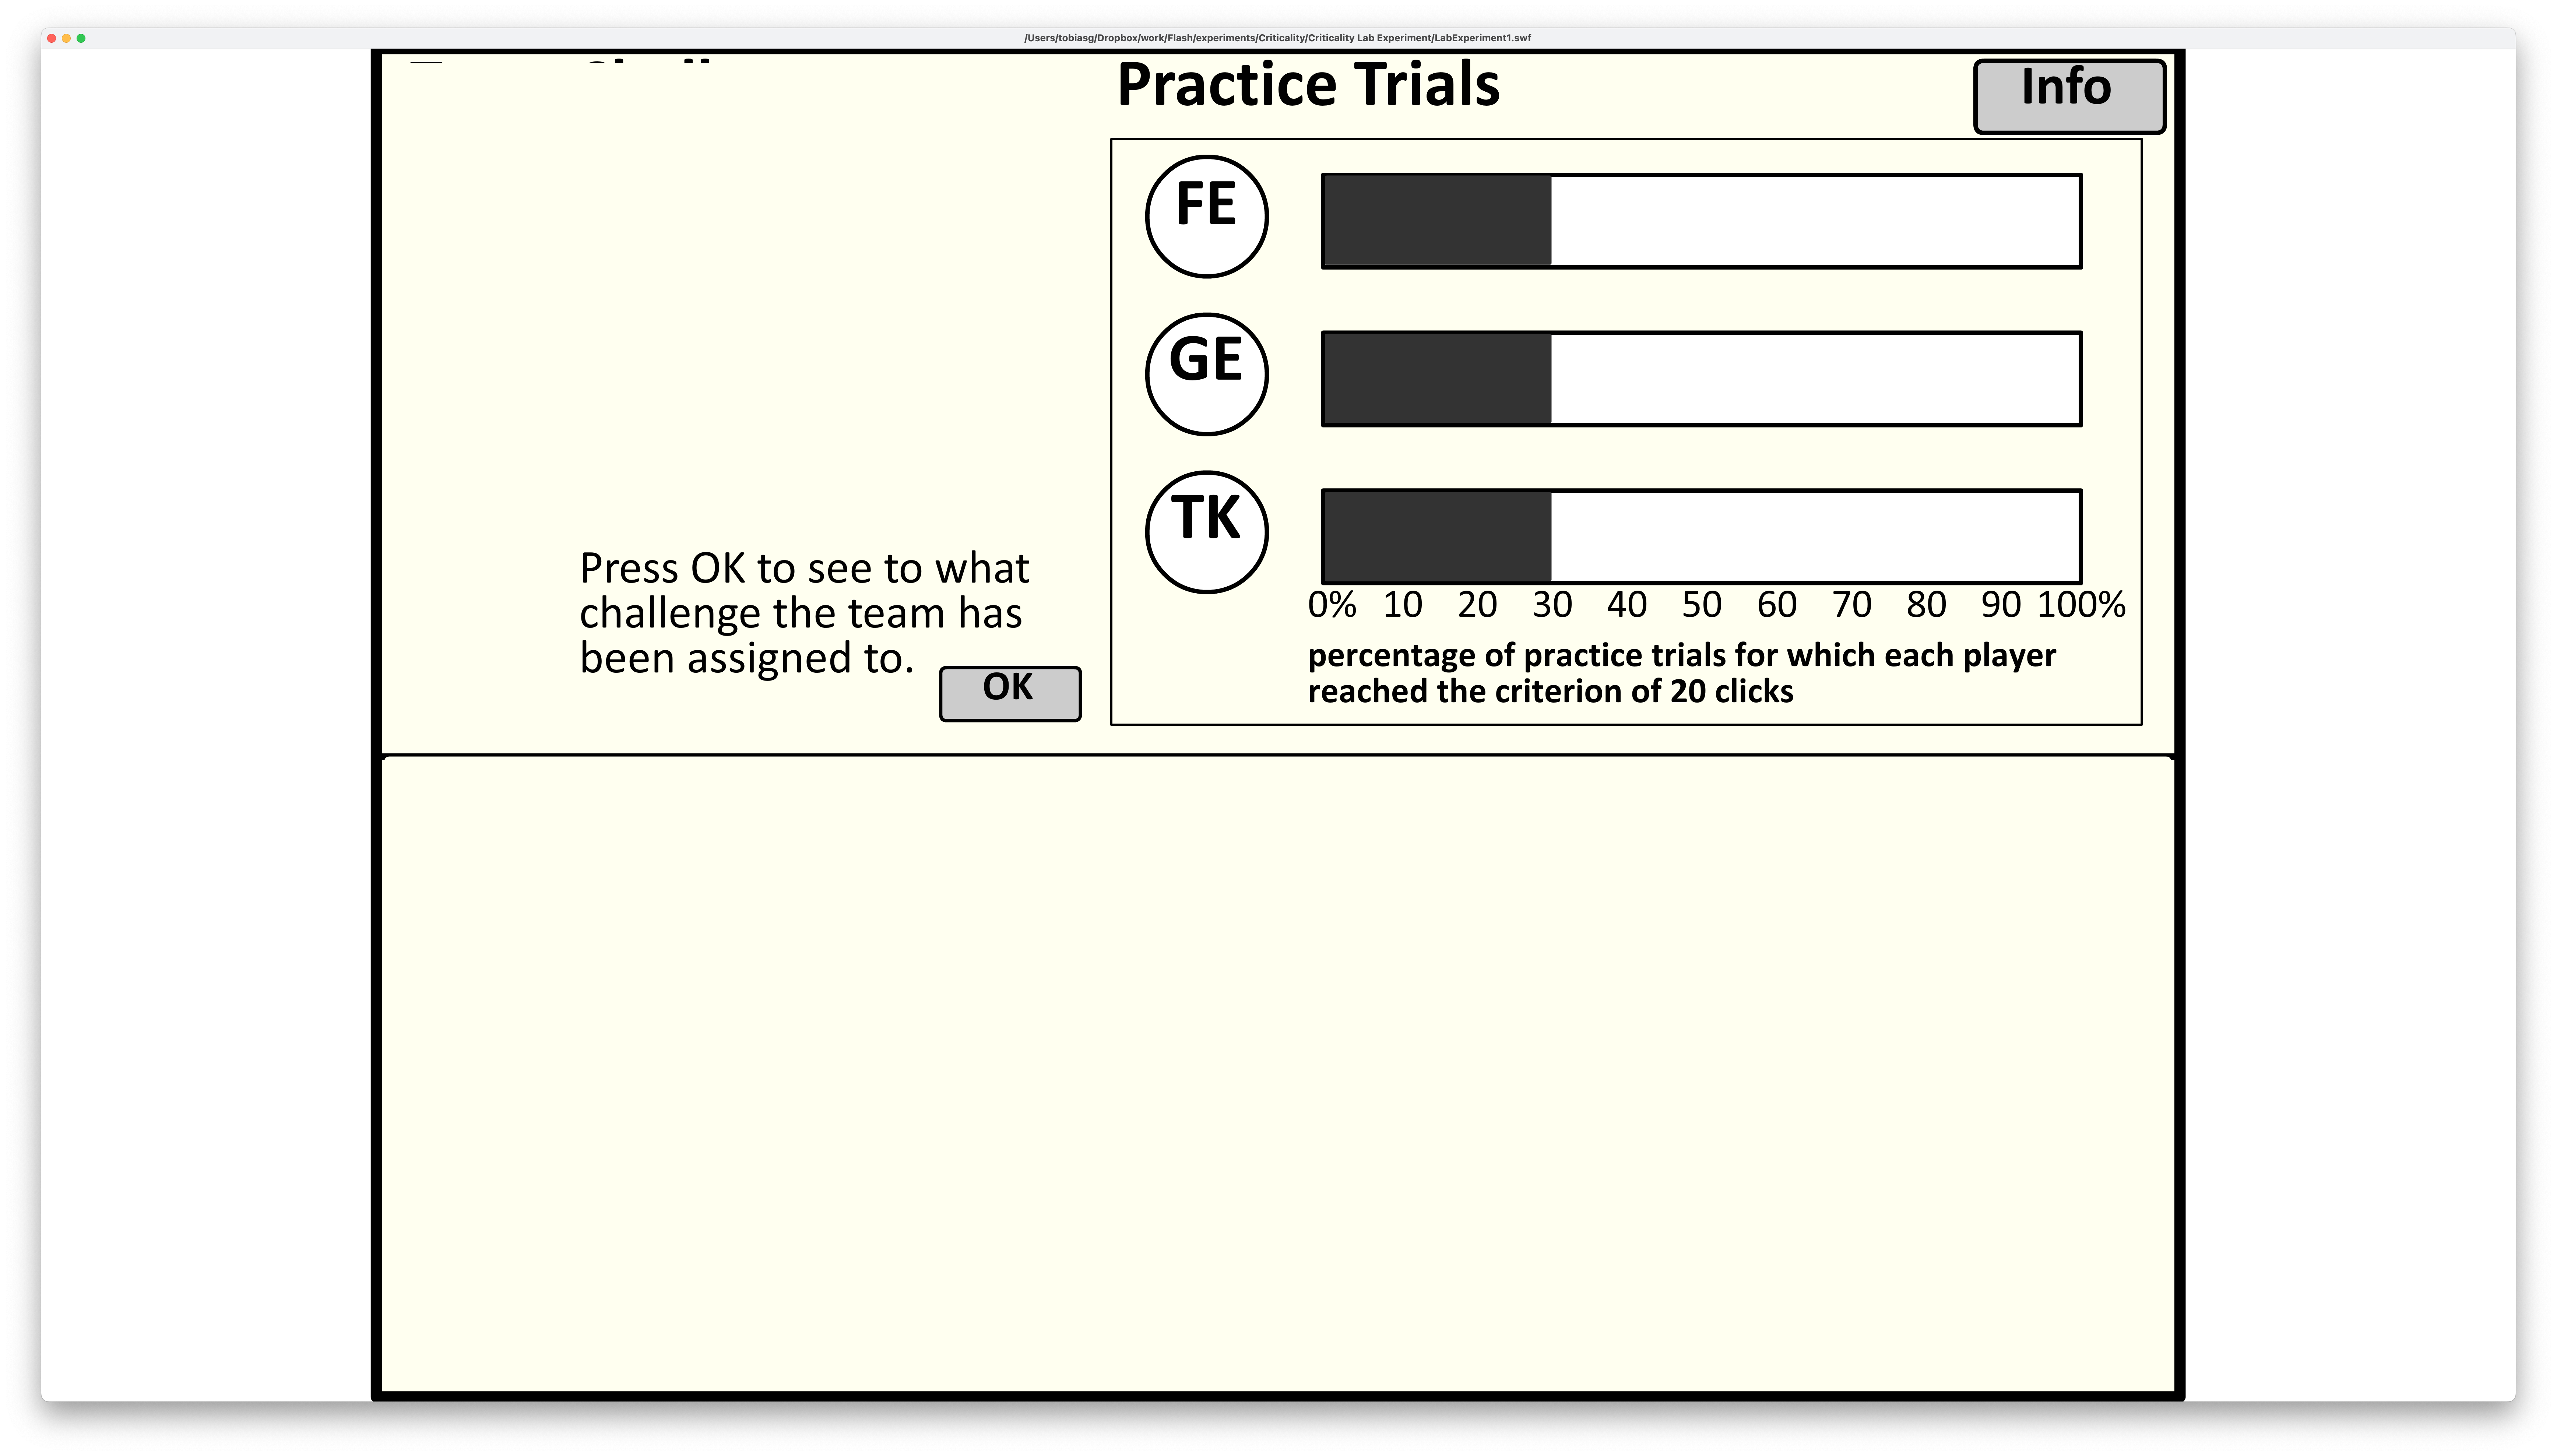 /Users/tobiasg/Dropbox/work/Flash/experiments/Criticality/Criticality Lab Experiment/LabExperiment1.swf
Practice Trials
Info
FE
GE
TK
0% 10 20 30 40 50 60 70 80 90 100%
percentage of practice trials for which each player
reached the criterion of 20 clicks
Press OK to see to what
challenge the team has
been assigned to.
OK